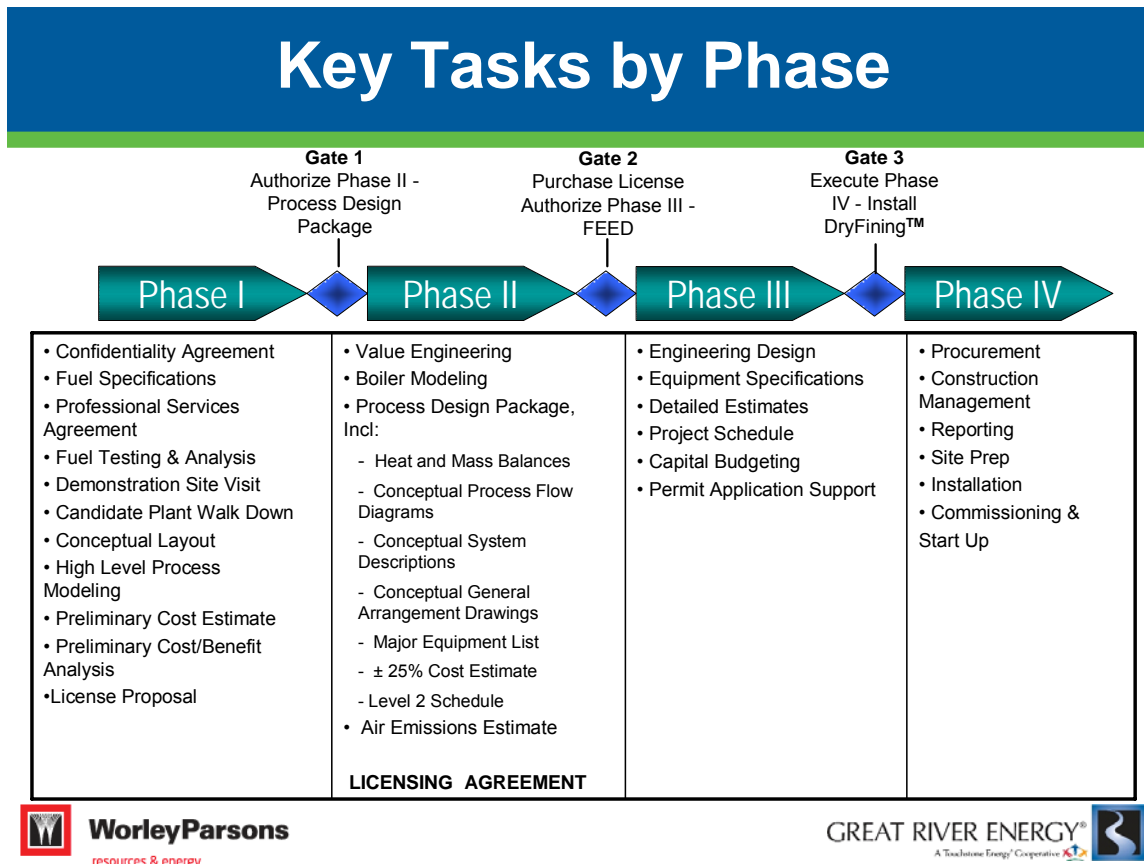 Key Tasks by Phase
Gate 1
Authorize Phase II -
Process Design
Package
Gate 2
Purchase License
Authorize Phase III -
FEED
Gate 3
Execute Phase
IV - Install
DryFining™
Phase I
Phase II
Phase III
Phase IV
• Confidentiality Agreement
• Fuel Specifications
• Professional Services
Agreement
• Fuel Testing & Analysis
• Demonstration Site Visit
• Candidate Plant Walk Down
• Conceptual Layout
• High Level Process
Modeling
• Preliminary Cost Estimate
• Preliminary Cost/Benefit
Analysis
•License Proposal
• Value Engineering
• Boiler Modeling
• Process Design Package,
Incl:
- Heat and Mass Balances
- Conceptual Process Flow
Diagrams
- Conceptual System
Descriptions
- Conceptual General
Arrangement Drawings
- Major Equipment List
- ± 25% Cost Estimate
- Level 2 Schedule
• Air Emissions Estimate
LICENSING AGREEMENT
• Engineering Design
• Equipment Specifications
• Detailed Estimates
• Project Schedule
• Capital Budgeting
• Permit Application Support
• Procurement
• Construction
Management
• Reporting
• Site Prep
• Installation
• Commissioning &
Start Up
WorleyParsons
resources & energy
GREAT RIVER ENERGY®
A Touchstone Energy® Cooperative